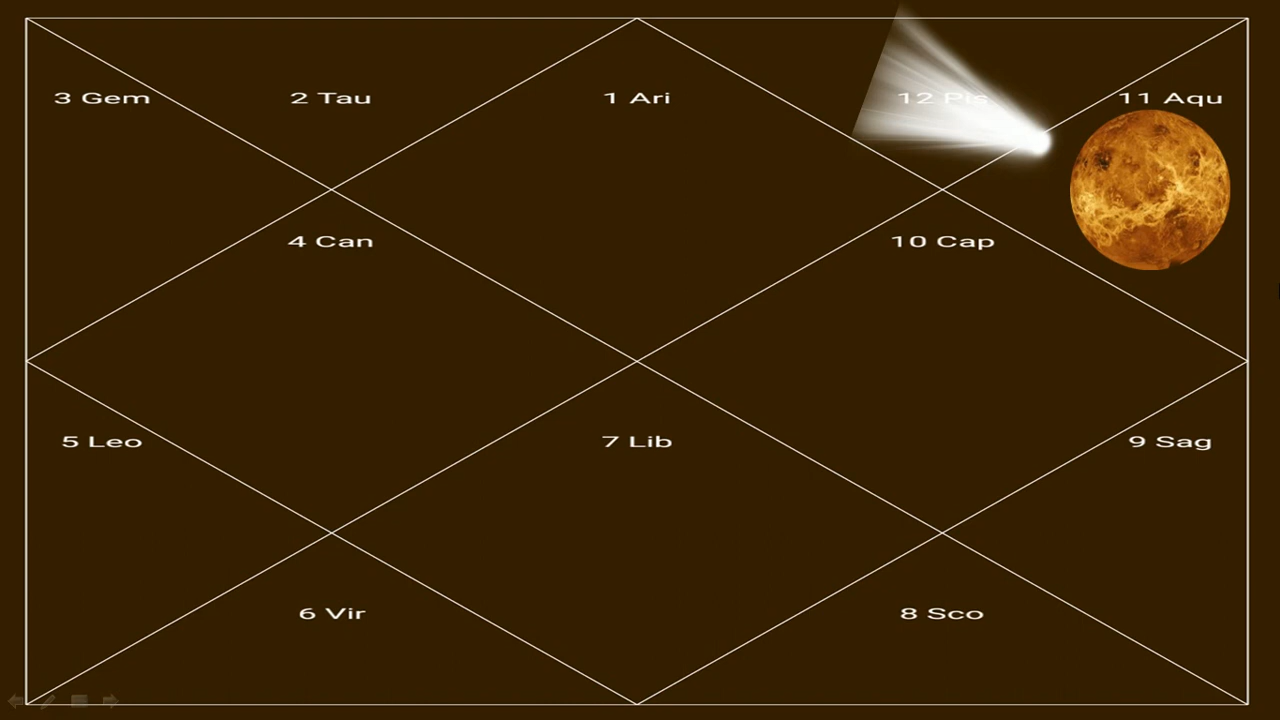 3 Gem
2 Tau
1 Ari
12 Pis
11 Aqu
4 Can
10 Cap
5 Leo
7 Lib
9 Sag
6 Vir
8 Sco